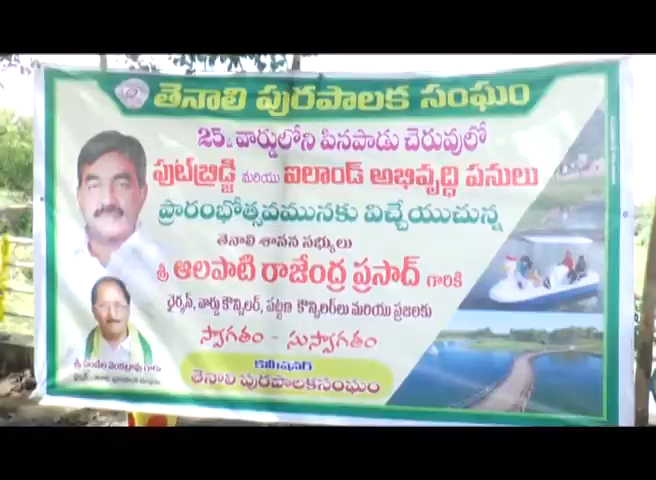 తెనాలి పురపాలక సంఘం
25వ వార్డులోని పినపాడు చెరువులో
ఫుట్‌బ్రిడ్జి మరియు ఐలాండ్ అభివృద్ధి పనులు
ప్రారంభోత్సవమునకు విచ్చేయుచున్న
తెనాలి శాసన సభ్యులు
శ్రీ ఆలపాటి రాజేంద్ర ప్రసాద్ గారికి
ఛైర్మన్, వార్డు కౌన్సిలర్, పట్టణ కౌన్సిలర్‌లు మరియు ప్రజలకు
స్వాగతం - సుస్వాగతం
కమీషనర్
తెనాలి పురపాలకసంఘం